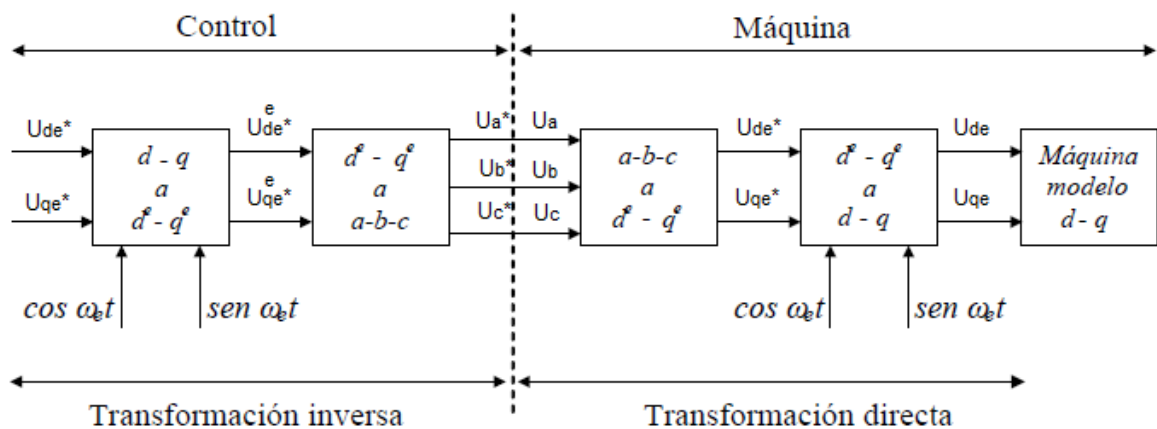 Control
Máquina
Ude*
Uqe*
d - q
a
dᵉ - qᵉ
cos ωₑt
sen ωₑt
e
Ude*
e
Uqe*
dᵉ - qᵉ
a
a-b-c
Ua*
Ub*
Uc*
Ua
Ub
Uc
a-b-c
a
dᵉ - qᵉ
Ude*
Uqe*
dᵉ - qᵉ
a
d - q
cos ωₑt
sen ωₑt
Ude
Uqe
Máquina
modelo
d - q
Transformación inversa
Transformación directa